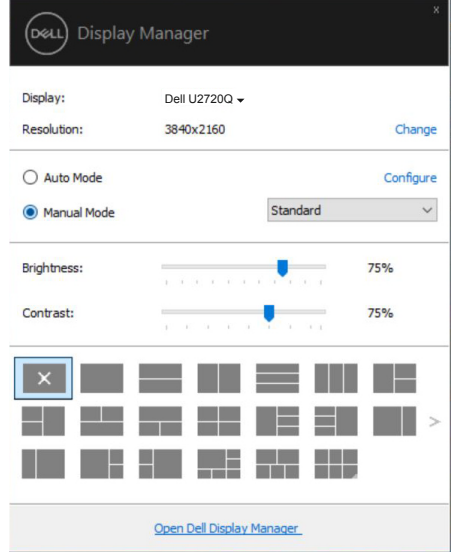 x
DELL Display Manager
Display: Dell U2720Q
Resolution: 3840x2160 Change
Auto Mode Configure
Manual Mode Standard
Brightness: 75%
Contrast: 75%
Open Dell Display Manager